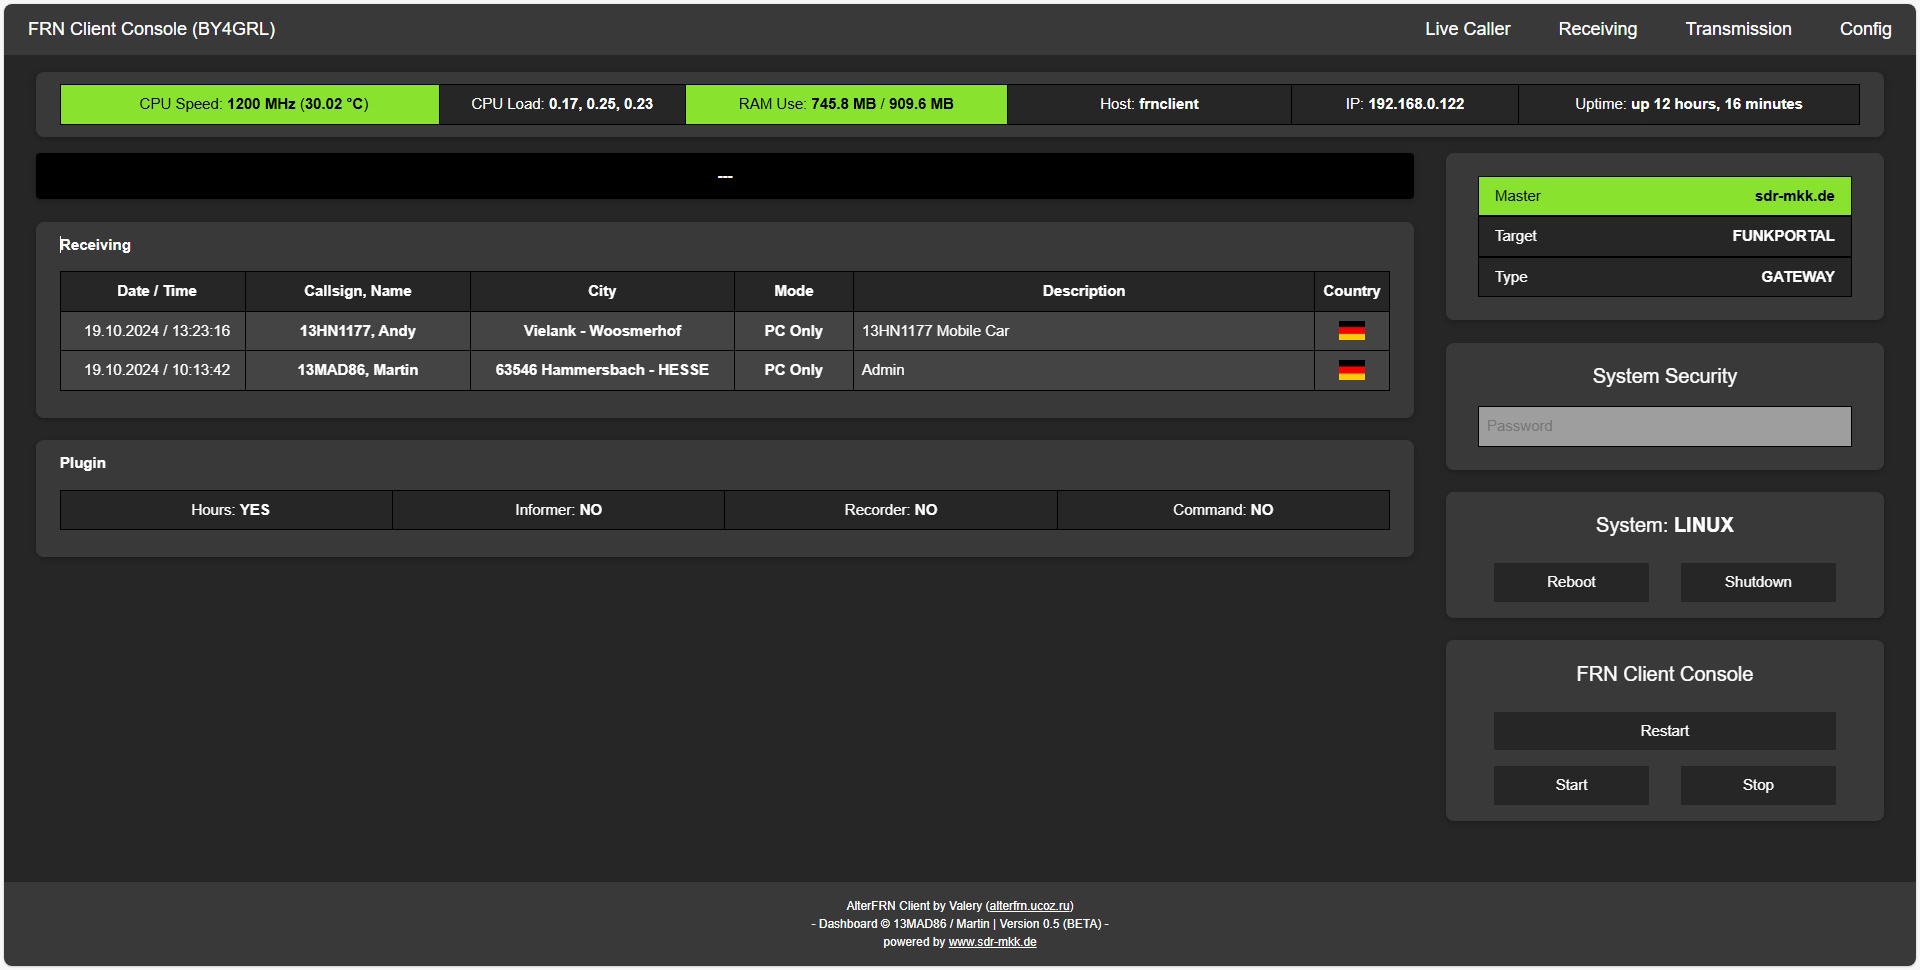 FRN Client Console (BY4GRL) Live Caller Receiving Transmission Config
CPU Speed: 1200 MHz (30.02 °C) CPU Load: 0.17, 0.25, 0.23 RAM Use: 745.8 MB / 909.6 MB Host: frnclient IP: 192.168.0.122 Uptime: up 12 hours, 16 minutes
---
Receiving
Date / Time Callsign, Name City Mode Description Country
19.10.2024 / 13:23:16 13HN1177, Andy Vielank - Woosmerhof PC Only 13HN1177 Mobile Car
19.10.2024 / 10:13:42 13MAD86, Martin 63546 Hammersbach - HESSE PC Only Admin
Plugin
Hours: YES Informer: NO Recorder: NO Command: NO
Master sdr-mkk.de
Target FUNKPORTAL
Type GATEWAY
System Security
Password
System: LINUX
Reboot Shutdown
FRN Client Console
Restart
Start Stop
AlterFRN Client by Valery (alterfrn.ucoz.ru)
- Dashboard © 13MAD86 / Martin | Version 0.5 (BETA) -
powered by www.sdr-mkk.de